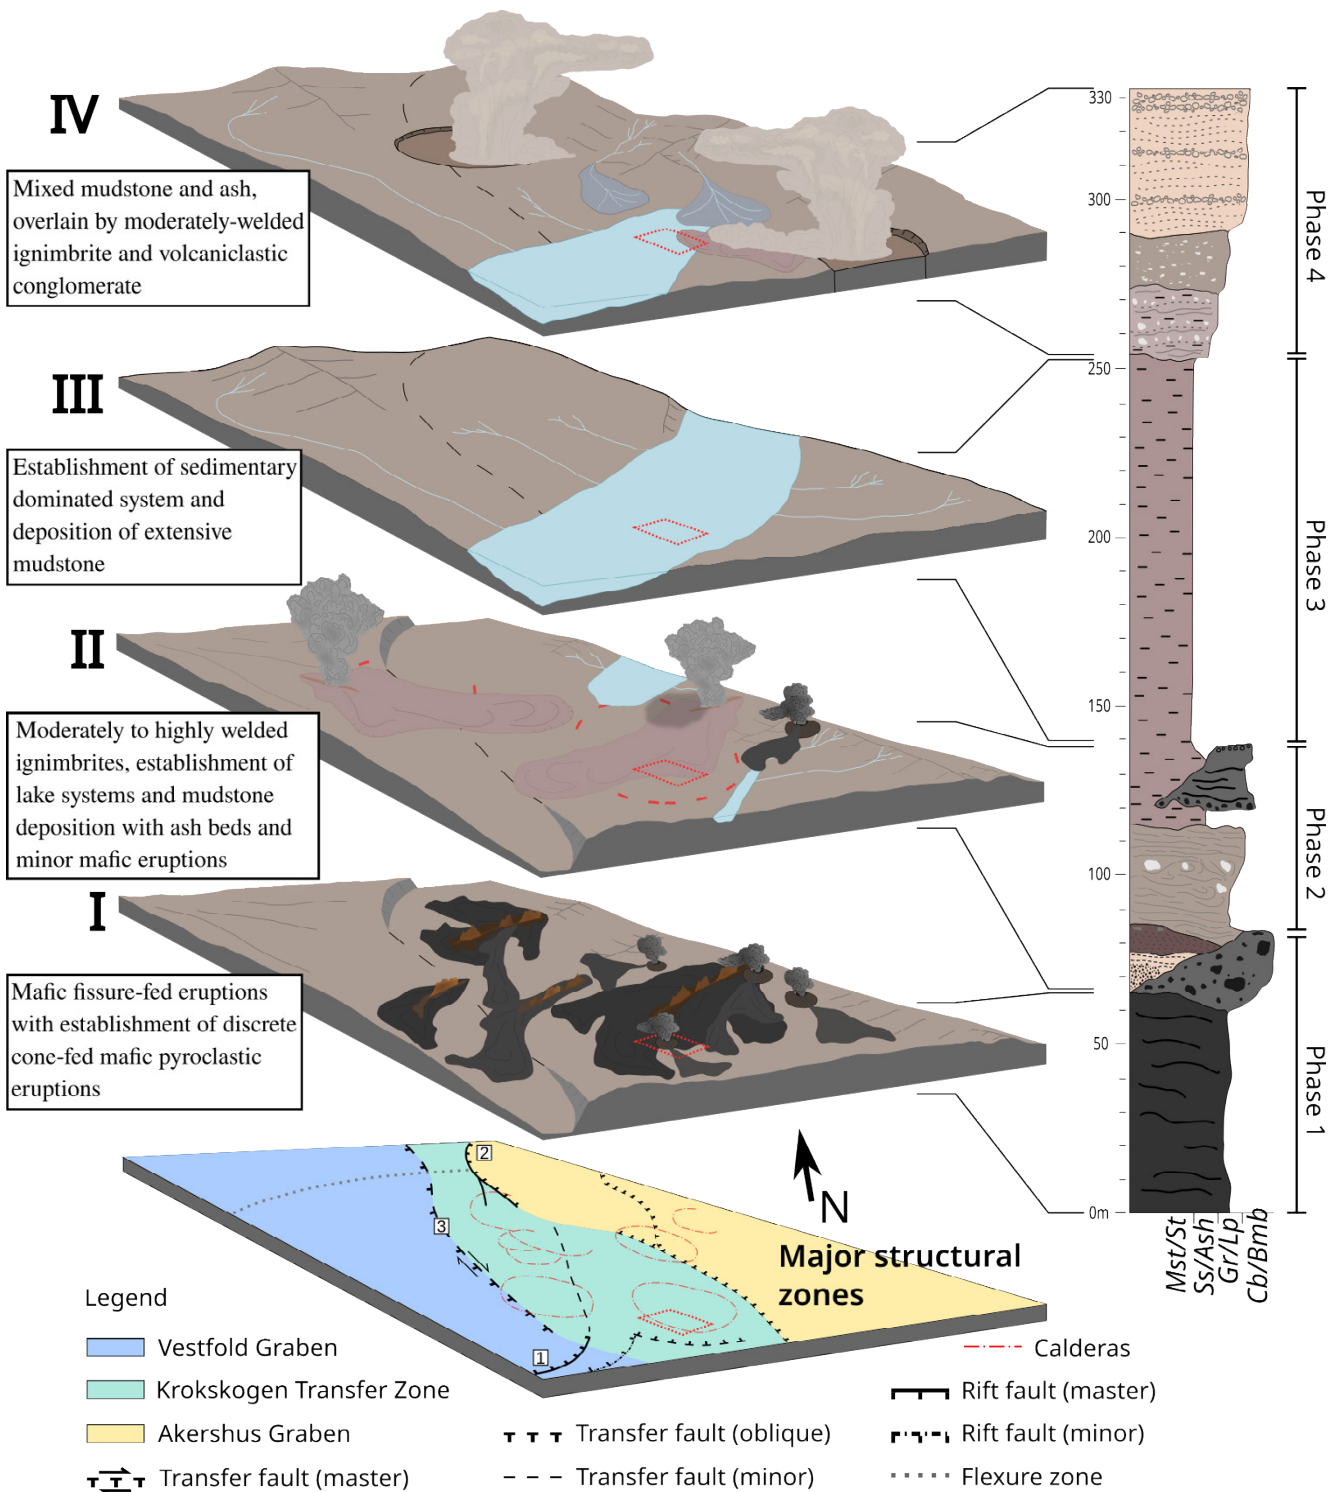 IV
Mixed mudstone and ash,
overlain by moderately-welded
ignimbrite and volcaniclastic
conglomerate
III
Establishment of sedimentary
dominated system and
deposition of extensive
mudstone
II
Moderately to highly welded
ignimbrites, establishment of
lake systems and mudstone
deposition with ash beds and
minor mafic eruptions
I
Mafic fissure-fed eruptions
with establishment of discrete
cone-fed mafic pyroclastic
eruptions
330
300
250
200
150
100
50
0m
Phase 4
Phase 3
Phase 2
Phase 1
Mst/St
Ss/Ash
Gr/Lp
Cb/Bmb
N
Major structural
zones
2
3
1
Legend
Vestfold Graben
Krokskogen Transfer Zone
Akershus Graben
Transfer fault (master)
Transfer fault (oblique)
Transfer fault (minor)
Calderas
Rift fault (master)
Rift fault (minor)
Flexure zone